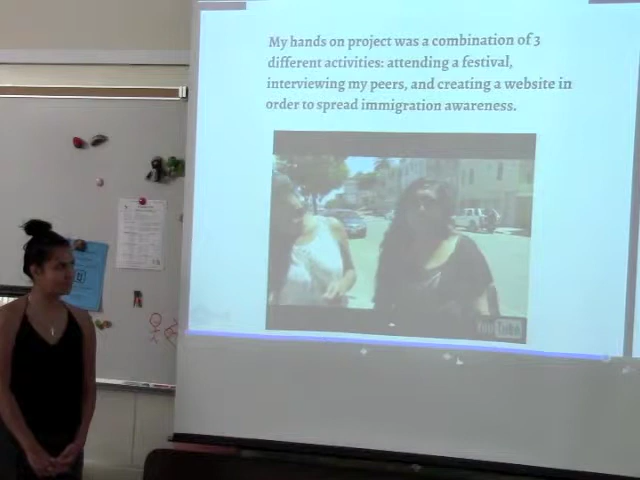 My hands on project was a combination of 3
different activities: attending a festival,
interviewing my peers, and creating a website in
order to spread immigration awareness.
YouTube